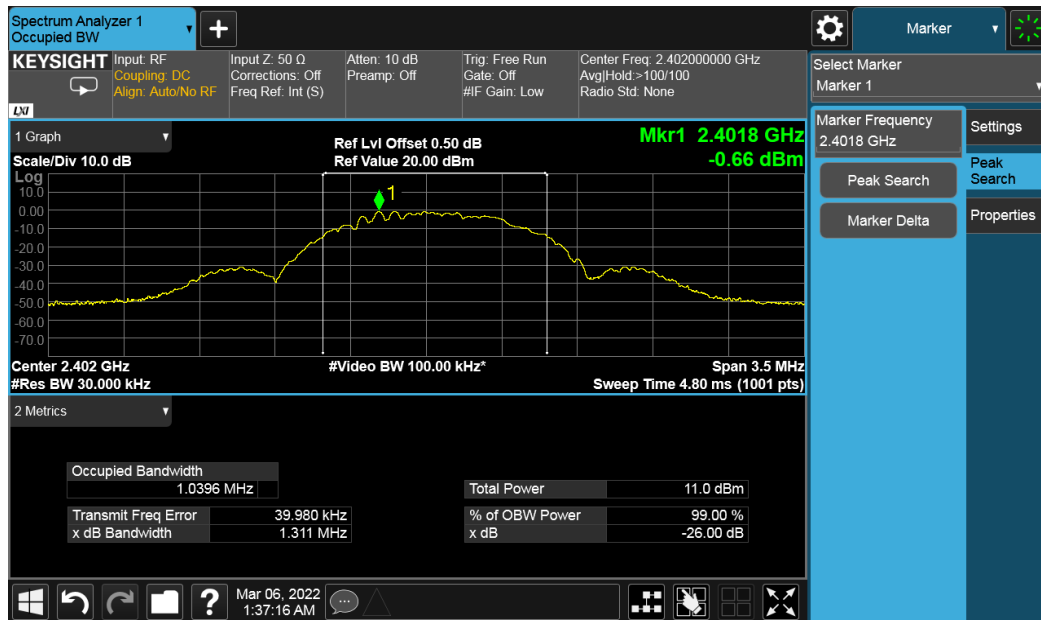 Spectrum Analyzer 1
Occupied BW
+
Marker
KEYSIGHT
Input: RF
Coupling: DC
Align: Auto/No RF
Input Z: 50 Ω
Corrections: Off
Freq Ref: Int (S)
Atten: 10 dB
Preamp: Off
Trig: Free Run
Gate: Off
#IF Gain: Low
Center Freq: 2.402000000 GHz
Avg|Hold:>100/100
Radio Std: None
LXI
Select Marker
Marker 1
Marker Frequency
2.4018 GHz
Peak Search
Marker Delta
Settings
Peak
Search
Properties
1 Graph
Scale/Div 10.0 dB
Ref Lvl Offset 0.50 dB
Ref Value 20.00 dBm
Mkr1 2.4018 GHz
-0.66 dBm
Log
10.0
0.00
-10.0
-20.0
-30.0
-40.0
-50.0
-60.0
-70.0
1
Center 2.402 GHz
#Res BW 30.000 kHz
#Video BW 100.00 kHz*
Span 3.5 MHz
Sweep Time 4.80 ms (1001 pts)
2 Metrics
Occupied Bandwidth
1.0396 MHz
Total Power 11.0 dBm
Transmit Freq Error 39.980 kHz
% of OBW Power 99.00 %
x dB Bandwidth 1.311 MHz
x dB -26.00 dB
?
Mar 06, 2022
1:37:16 AM